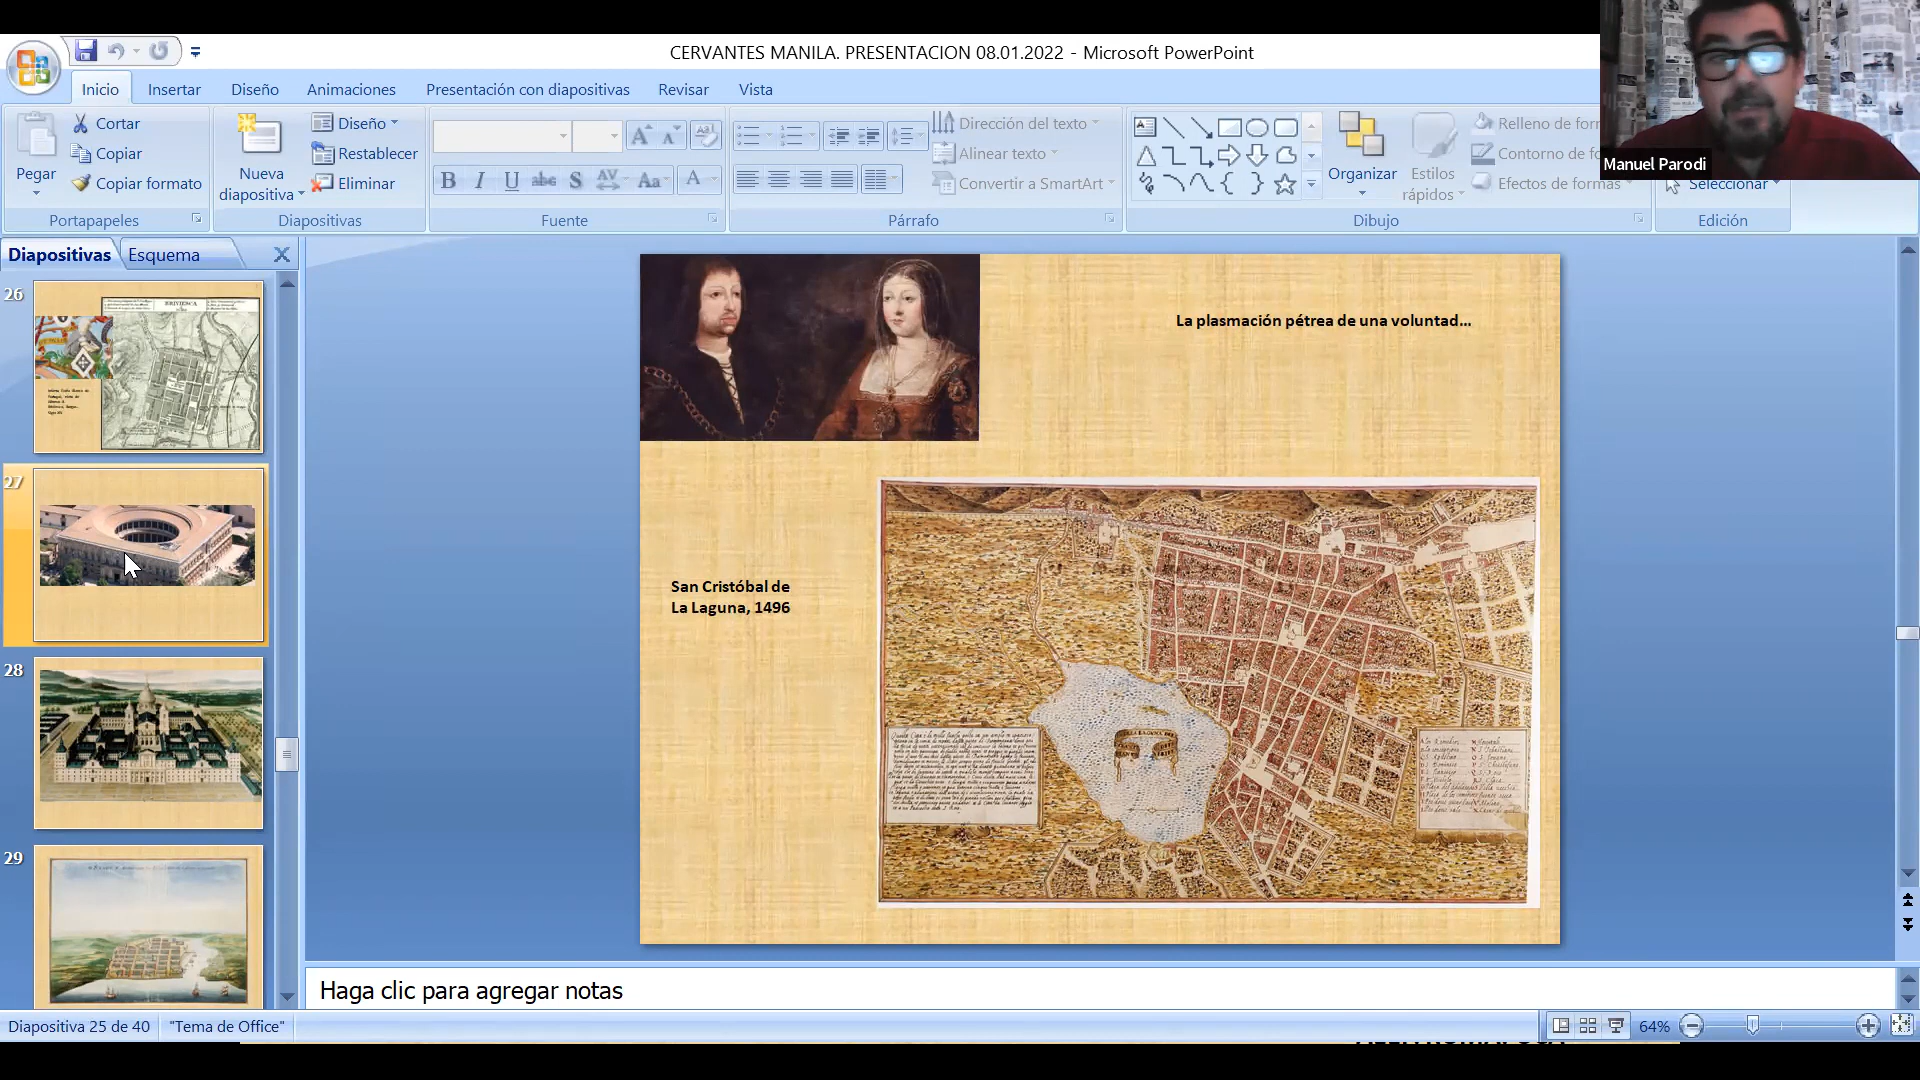 CERVANTES MANILA. PRESENTACION 08.01.2022 - Microsoft PowerPoint
Inicio
Insertar
Diseño
Animaciones
Presentación con diapositivas
Revisar
Vista
Pegar
Cortar
Copiar
Copiar formato
Portapapeles
Nueva
diapositiva
Diseño
Restablecer
Eliminar
Diapositivas
Fuente
Dirección del texto
Alinear texto
Convertir a SmartArt
Párrafo
Organizar
Estilos
rápidos
Relleno de for
Contorno de fo
Efectos de formas
Dibujo
Seleccionar
Edición
Manuel Parodi
Diapositivas
Esquema
26
BRIVIESCA
27
28
29
La plasmación pétrea de una voluntad...
San Cristóbal de
La Laguna, 1496
Haga clic para agregar notas
Diapositiva 25 de 40
"Tema de Office"
64%